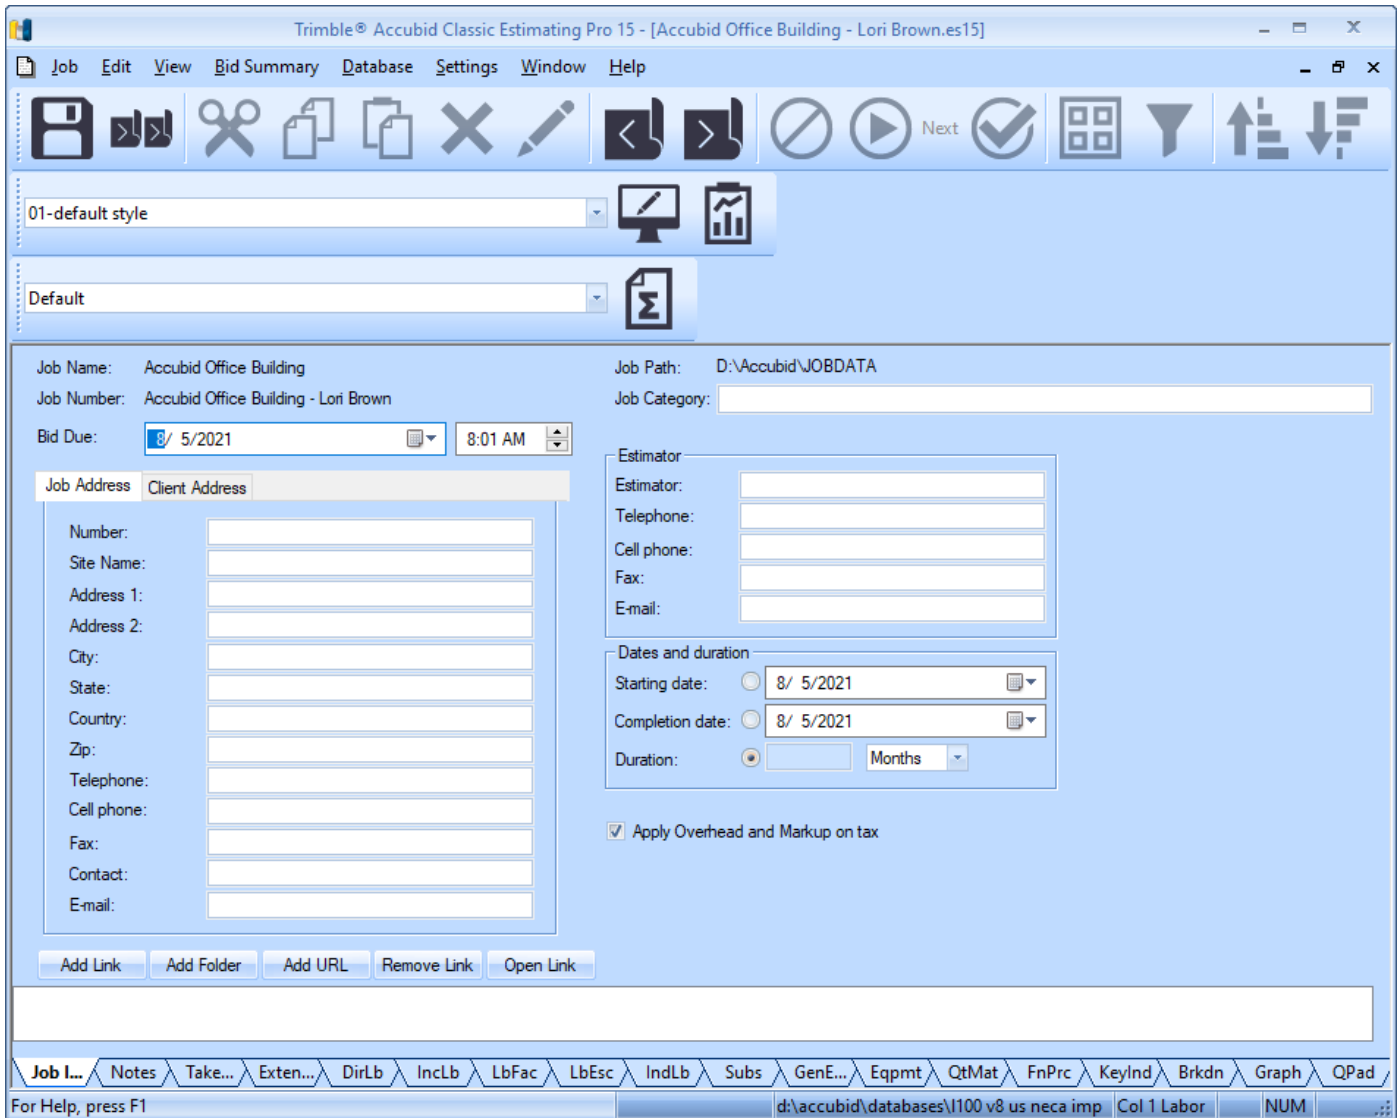 Trimble® Accubid Classic Estimating Pro 15 - [Accubid Office Building - Lori Brown.es15]
Job Edit View Bid Summary Database Settings Window Help
Next
01-default style
Default
Job Name: Accubid Office Building
Job Number: Accubid Office Building - Lori Brown
Bid Due: 8/ 5/2021 8:01 AM
Job Path: D:\Accubid\JOBDATA
Job Category:
Job Address Client Address
Number:
Site Name:
Address 1:
Address 2:
City:
State:
Country:
Zip:
Telephone:
Cell phone:
Fax:
Contact:
E-mail:
Estimator
Estimator:
Telephone:
Cell phone:
Fax:
E-mail:
Dates and duration
Starting date: 8/ 5/2021
Completion date: 8/ 5/2021
Duration: Months
Apply Overhead and Markup on tax
Add Link Add Folder Add URL Remove Link Open Link
Job I... Notes Take... Exten... DirLb IncLb LbFac LbEsc IndLb Subs GenE... Eqpmt QtMat FnPrc KeyInd Brkdn Graph QPad
For Help, press F1 d:\accubid\databases\l100 v8 us neca imp Col 1 Labor NUM